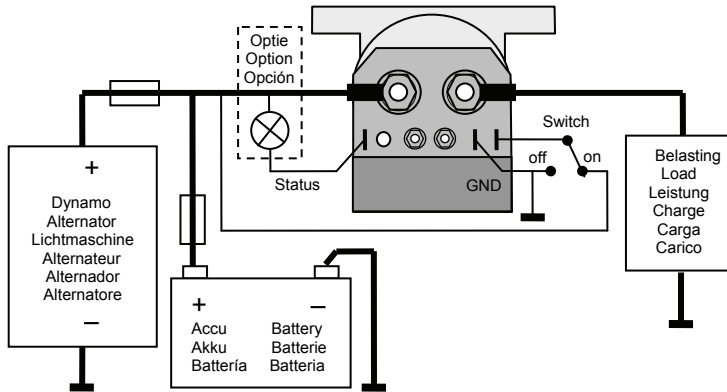 Optie
Option
Opción
Switch
off
on
Status
GND
+
Dynamo
Alternator
Lichtmaschine
Alternateur
Alternador
Alternatore
–
+ –
Accu Battery
Akku Batterie
Battería Batteria
Belasting
Load
Leistung
Charge
Carga
Carico